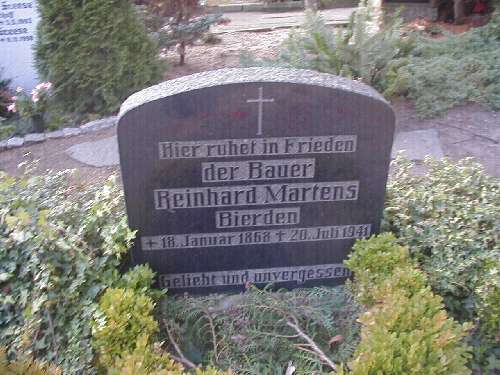 Hier ruhet in Frieden
der Bauer
Reinhard Martens
Bierden
+ 18. Januar 1868 + 20. Juli 1941
Geliebt und unvergessen